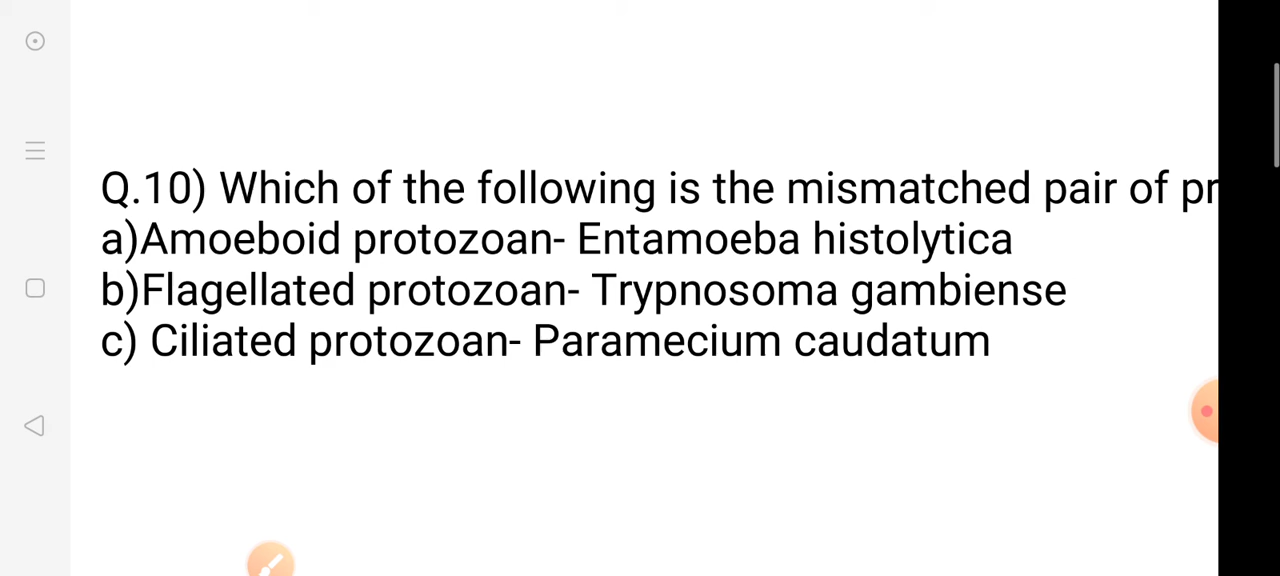 Q.10) Which of the following is the mismatched pair of pr
a)Amoeboid protozoan- Entamoeba histolytica
b)Flagellated protozoan- Trypnosoma gambiense
c) Ciliated protozoan- Paramecium caudatum